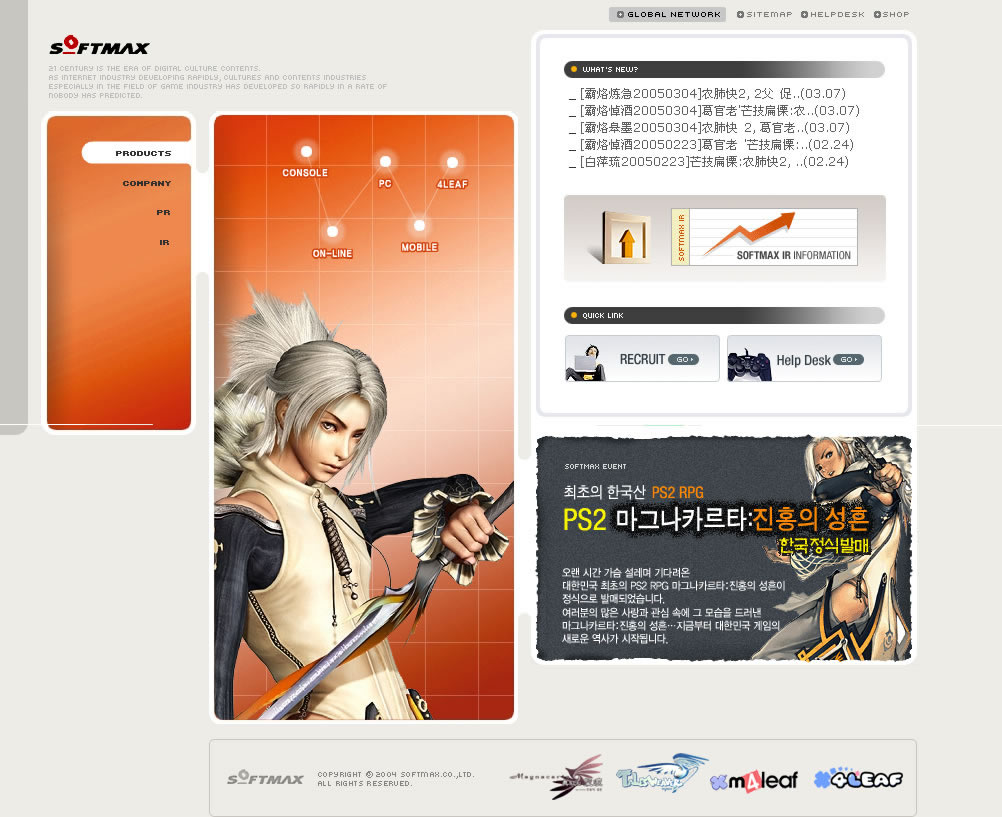 GLOBAL NETWORK SITEMAP HELPDESK SHOP
SOFTMAX
21 CENTURY IS THE ERA OF DIGITAL CULTURE CONTENTS.
AS INTERNET INDUSTRY DEVELOPING RAPIDLY, CULTURES AND CONTENTS INDUSTRIES
ESPECIALLY IN THE FIELD OF GAME INDUSTRY HAS DEVELOPED SO RAPIDLY IN A RATE OF
NOBODY HAS PREDICTED.
PRODUCTS
COMPANY
PR
IR
CONSOLE
PC
4LEAF
ON-LINE
MOBILE
WHAT'S NEW?
_ [霸烙炼急20050304]农肺快2, 2父 促..(03.07)
_ [霸烙悼酒20050304]葛官老'芒技扁傈:农..(03.07)
_ [霸烙阜墨20050304]农肺快 2, 葛官老..(03.07)
_ [霸烙悼酒20050223]葛官老 '芒技扁傈:..(02.24)
_ [白萍琉20050223]芒技扁傈:农肺快2, ..(02.24)
SOFTMAX IR
SOFTMAX IR INFORMATION
QUICK LINK
RECRUIT GO
Help Desk GO
SOFTMAX EVENT
최초의 한국산 PS2 RPG
PS2 마그나카르타:진홍의 성흔
한국정식발매
오랜 시간 가슴 설레며 기다려온
대한민국 최초의 PS2 RPG 마그나카르타:진홍의 성흔이
정식으로 발매되었습니다.
여러분의 많은 사랑과 관심 속에 그 모습을 드러낸
마그나카르타:진홍의 성흔…지금부터 대한민국 게임의
새로운 역사가 시작됩니다.
SOFTMAX
COPYRIGHT © 2004 SOFTMAX.CO.,LTD.
ALL RIGHTS RESERVED.
Magnacarta
TalesWeaver
m4leaf
4LEAF